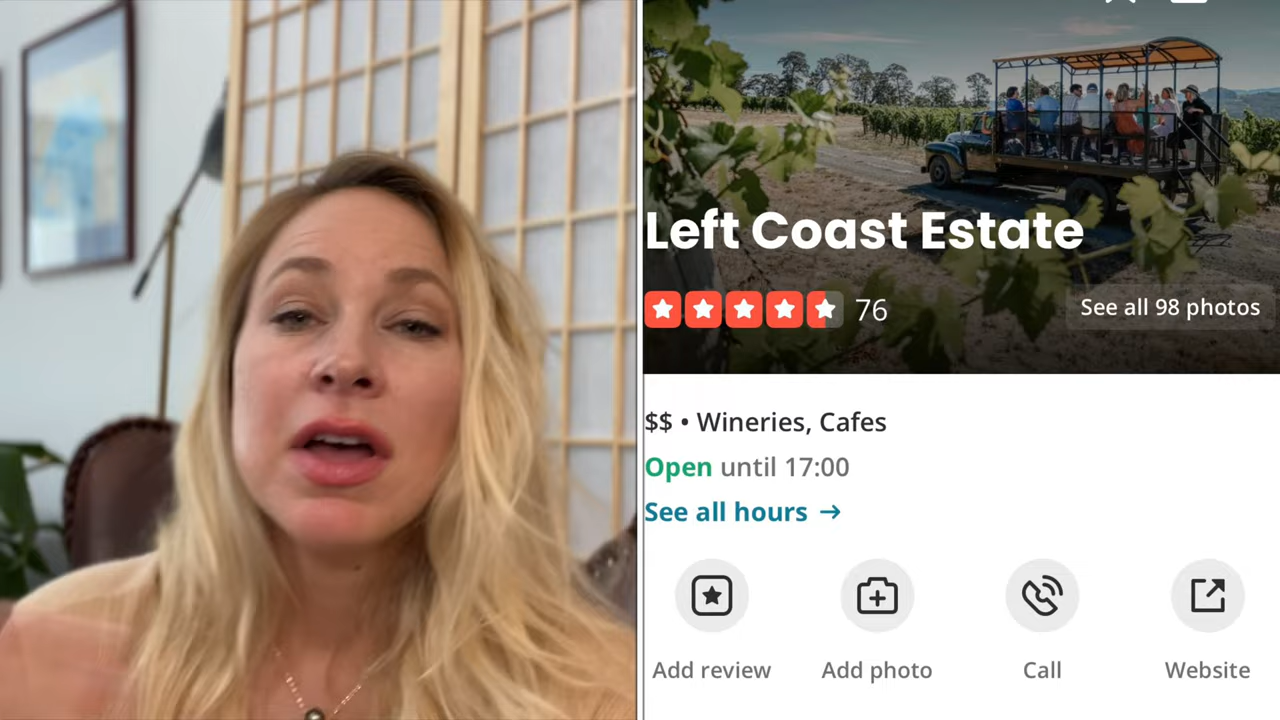 Left Coast Estate
76
See all 98 photos
$$ • Wineries, Cafes
Open until 17:00
See all hours →
Add review
Add photo
Call
Website